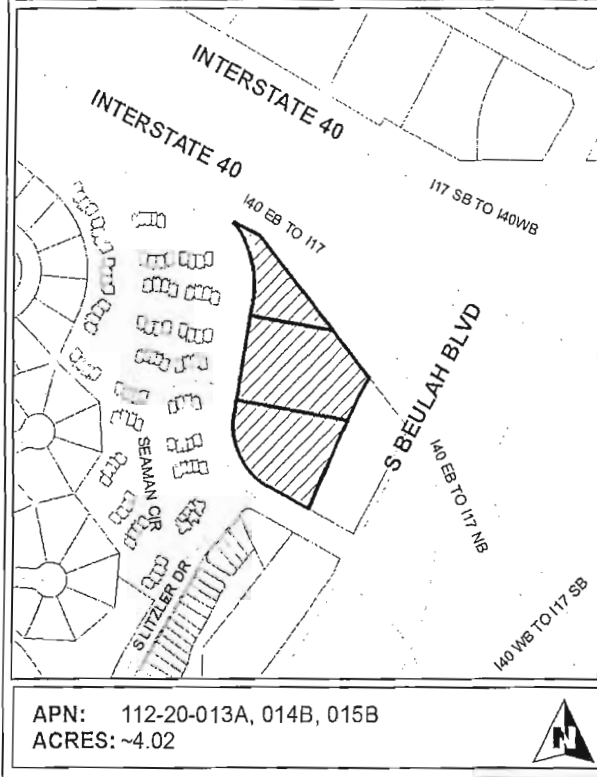 INTERSTATE 40
INTERSTATE 40
I17 SB TO I40WB
I40 EB TO I17
S BEULAH BLVD
I40 EB TO I17 NB
SEAMAN CIR
S LITZLER DR
I40 WB TO I17 SB
APN: 112-20-013A, 014B, 015B
ACRES: ~4.02
N